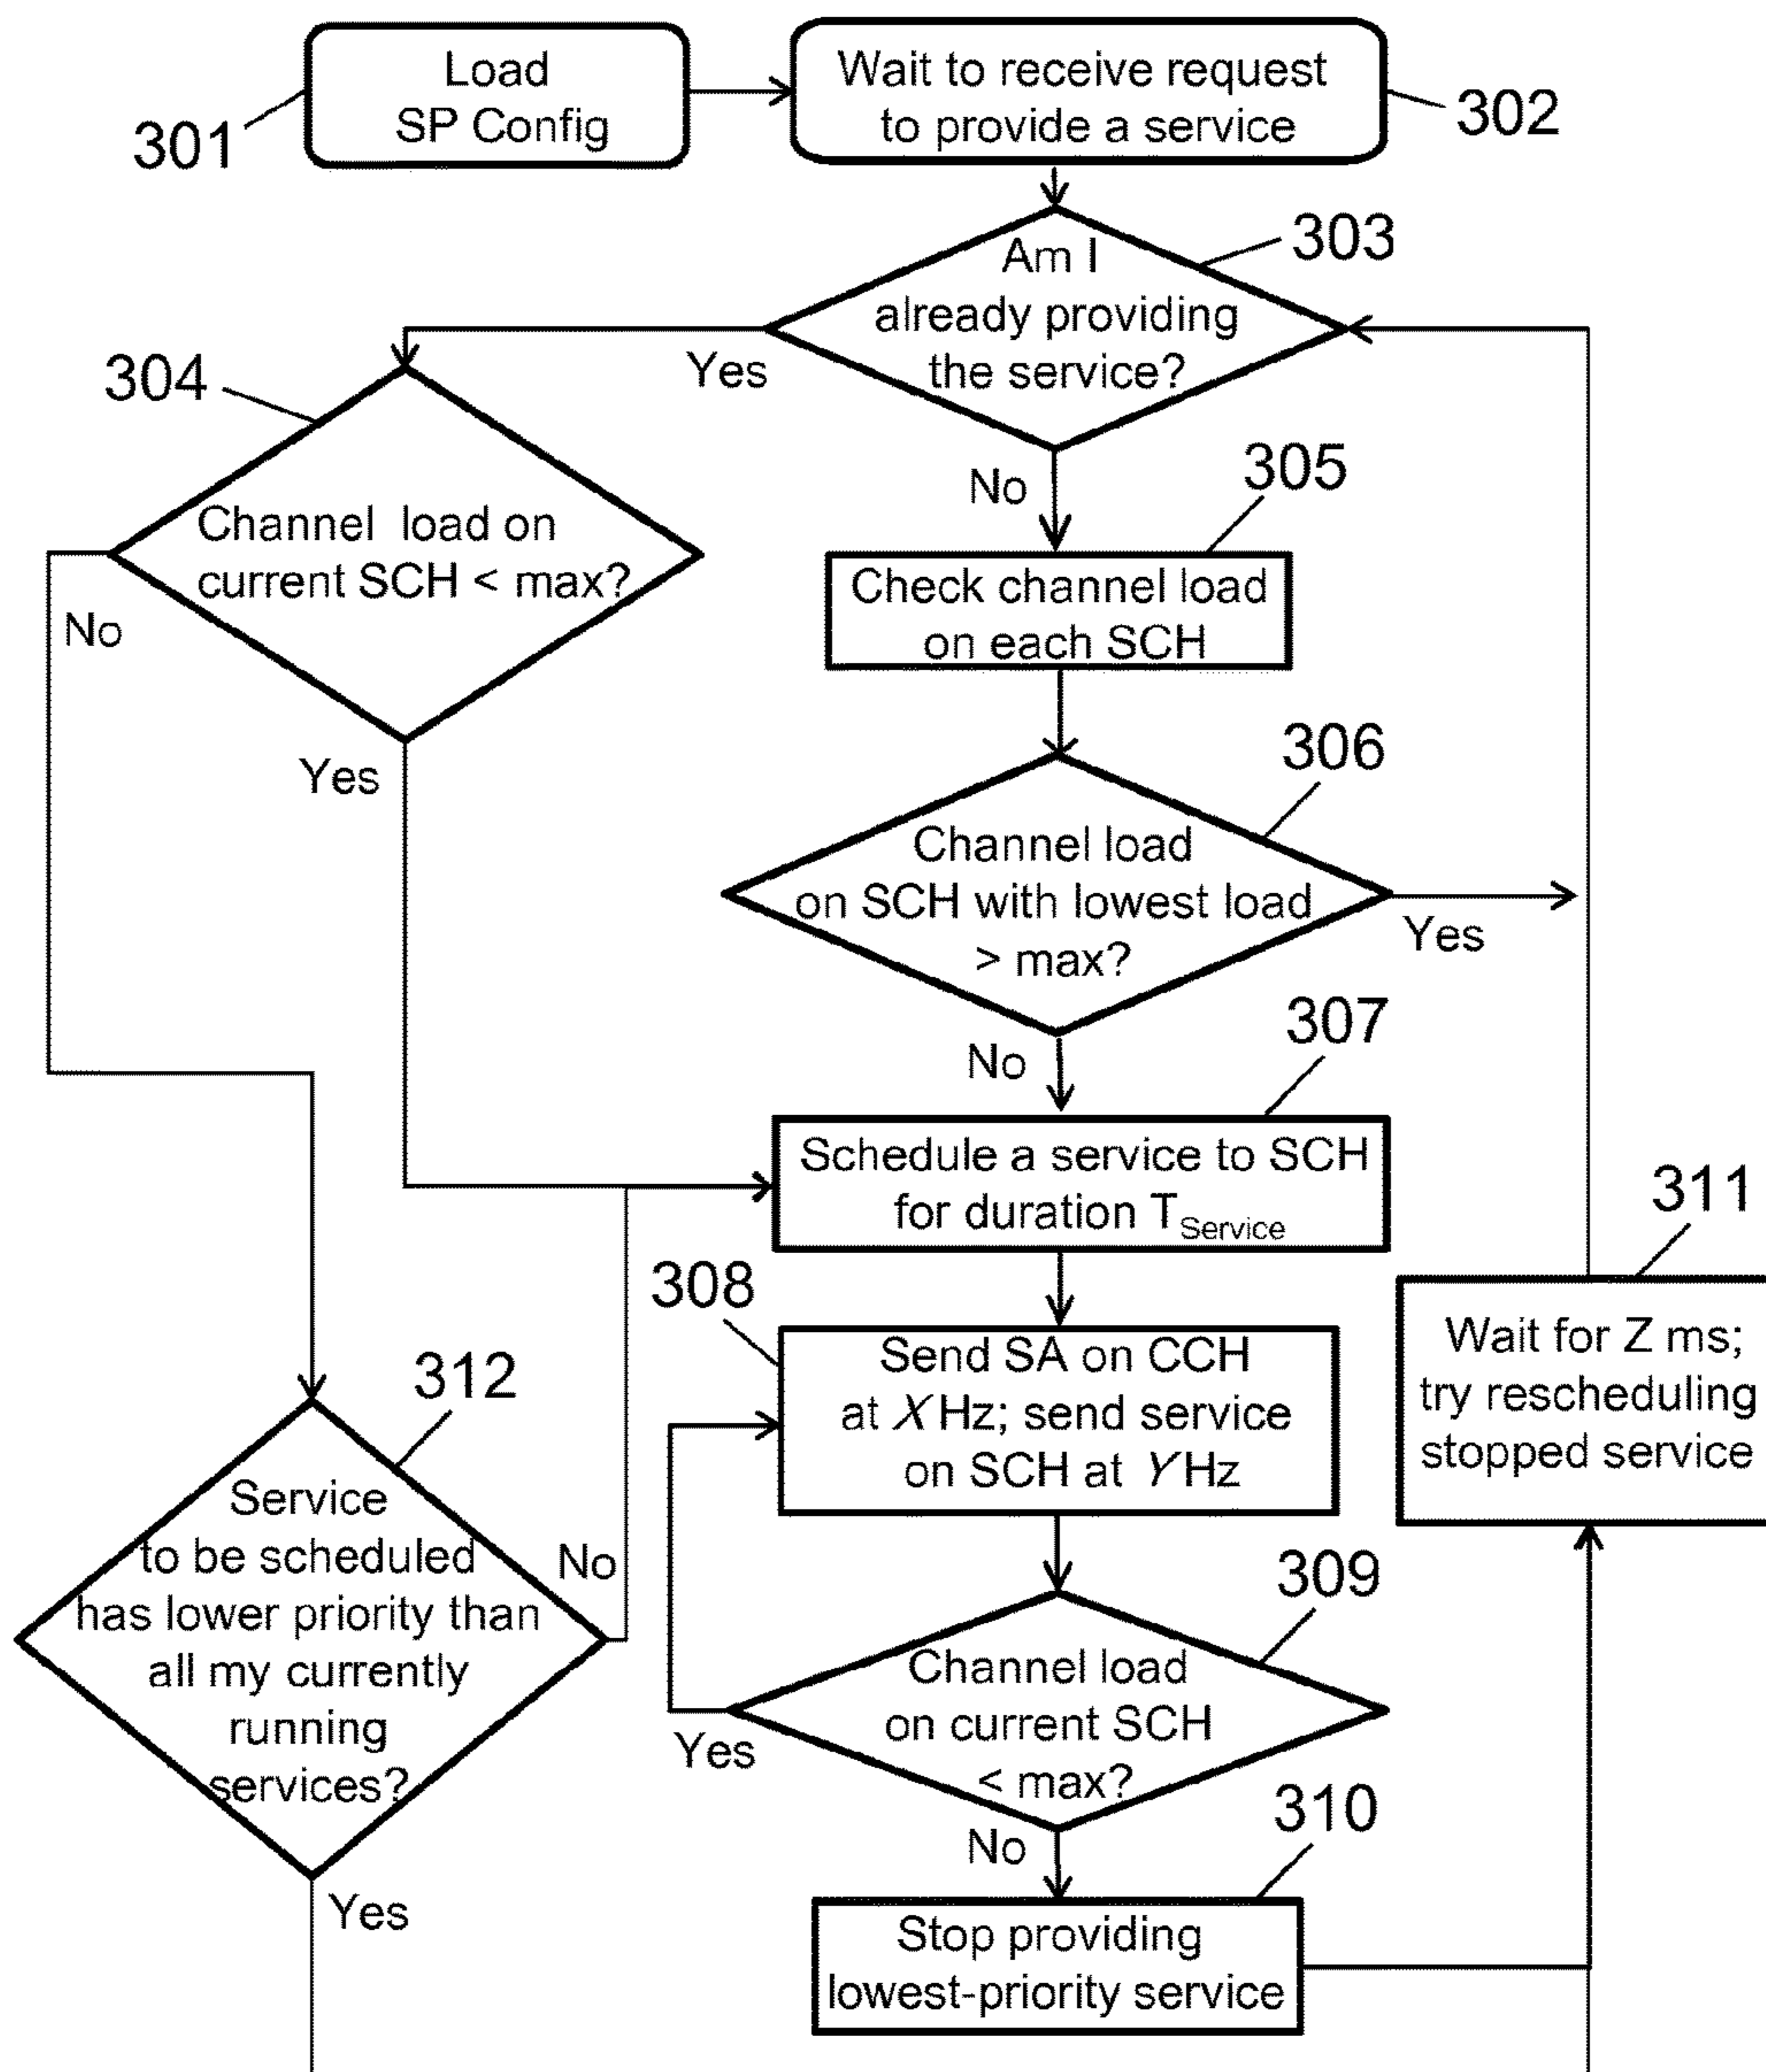 Load
SP Config
301
Wait to receive request
to provide a service
302
Am I
already providing
the service?
303
Yes
No
304
Channel load on
current SCH < max?
No
Yes
305
Check channel load
on each SCH
306
Channel load
on SCH with lowest load
> max?
Yes
No
307
Schedule a service to SCH
for duration TService
308
Send SA on CCH
at X Hz; send service
on SCH at Y Hz
311
Wait for Z ms;
try rescheduling
stopped service
312
Service
to be scheduled
has lower priority than
all my currently
running
services?
No
Yes
309
Channel load
on current SCH
< max?
Yes
No
310
Stop providing
lowest-priority service